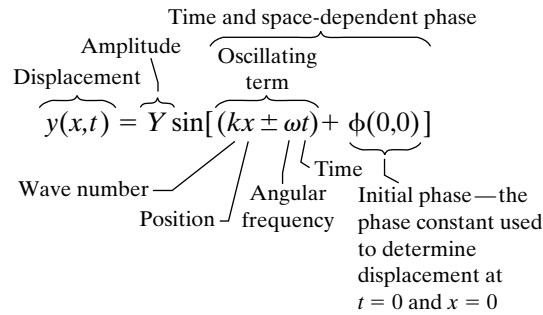 Time and space-dependent phase
Amplitude
Oscillating
term
Displacement
y(x,t) = Y sin[(kx ± ωt) + ϕ(0,0)]
Time
Wave number
Angular
frequency
Position
Initial phase—the
phase constant used
to determine
displacement at
t = 0 and x = 0